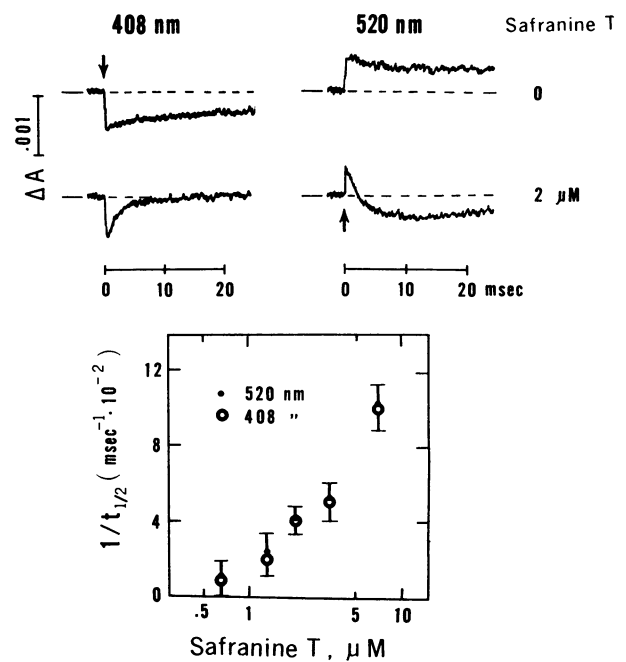 408 nm 520 nm Safranine T
0
ΔA .001
2 μM
0 10 20 0 10 20 msec
1/t1/2 ( msec⁻¹·10⁻² )
12
8
4
0
• 520 nm
408 "
.5 1 5 10
Safranine T , μM